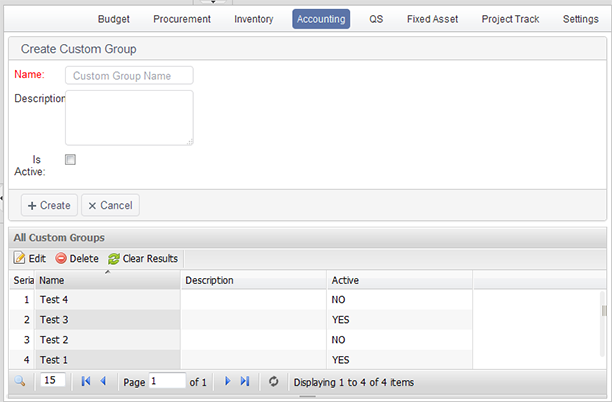 Budget Procurement Inventory Accounting QS Fixed Asset Project Track Settings
Create Custom Group
Name: Custom Group Name
Description
Is
Active:
+ Create × Cancel
All Custom Groups
Edit Delete Clear Results
Seria Name Description Active
1 Test 4 NO
2 Test 3 YES
3 Test 2 NO
4 Test 1 YES
15 Page 1 of 1 Displaying 1 to 4 of 4 items